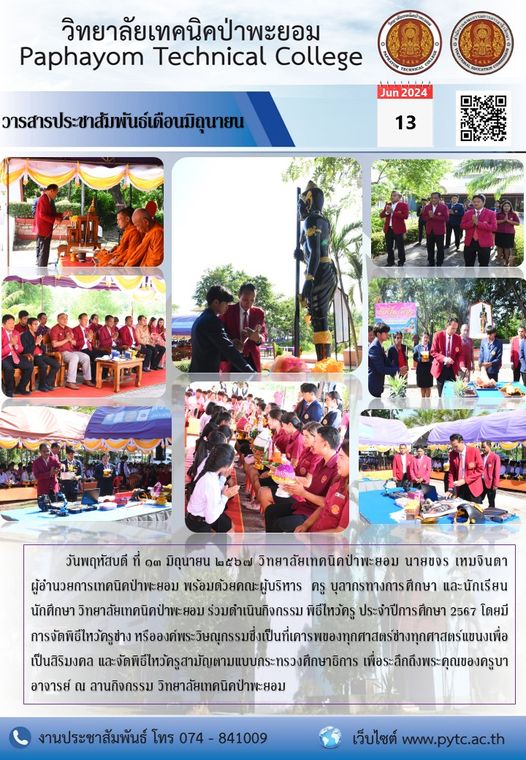 วิทยาลัยเทคนิคป่าพะยอม
Paphayom Technical College
วารสารประชาสัมพันธ์เดือนมิถุนายน
Jun 2024
13
วันพฤหัสบดี ที่ ๑๓ มิถุนายน ๒๕๖๗ วิทยาลัยเทคนิคป่าพะยอม นายขจร เหมจินดา
ผู้อำนวยการเทคนิคป่าพะยอม พร้อมด้วยคณะผู้บริหาร ครู บุคลากรทางการศึกษา และนักเรียน
นักศึกษา วิทยาลัยเทคนิคป่าพะยอม ร่วมดำเนินกิจกรรม พิธีไหว้ครู ประจำปีการศึกษา 2567 โดยมี
การจัดพิธีไหว้ครูช่าง หรือองค์พระวิษณุกรรมซึ่งเป็นที่เคารพของทุกศาสตร์ช่างทุกศาสตร์แขนงเพื่อ
เป็นสิริมงคล และจัดพิธีไหว้ครูสามัญตามแบบกระทรวงศึกษาธิการ เพื่อระลึกถึงพระคุณของครูบา
อาจารย์ ณ ลานกิจกรรม วิทยาลัยเทคนิคป่าพะยอม
งานประชาสัมพันธ์ โทร 074 - 841009
เว็บไซต์ www.pytc.ac.th